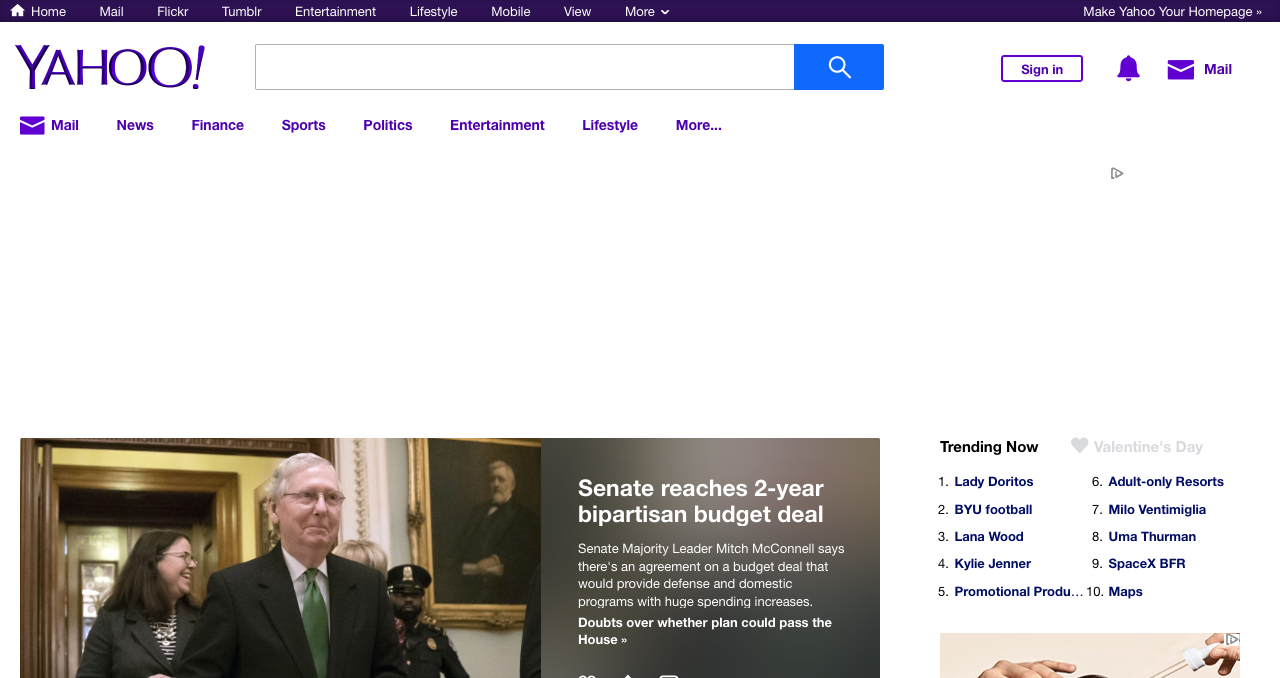 Home Mail Flickr Tumblr Entertainment Lifestyle Mobile View More Make Yahoo Your Homepage »
YAHOO!
Sign in Mail
Mail News Finance Sports Politics Entertainment Lifestyle More...
Senate reaches 2-year
bipartisan budget deal
Senate Majority Leader Mitch McConnell says
there's an agreement on a budget deal that
would provide defense and domestic
programs with huge spending increases.
Doubts over whether plan could pass the
House »
Trending Now Valentine's Day
1. Lady Doritos
2. BYU football
3. Lana Wood
4. Kylie Jenner
5. Promotional Produ...
6. Adult-only Resorts
7. Milo Ventimiglia
8. Uma Thurman
9. SpaceX BFR
10. Maps